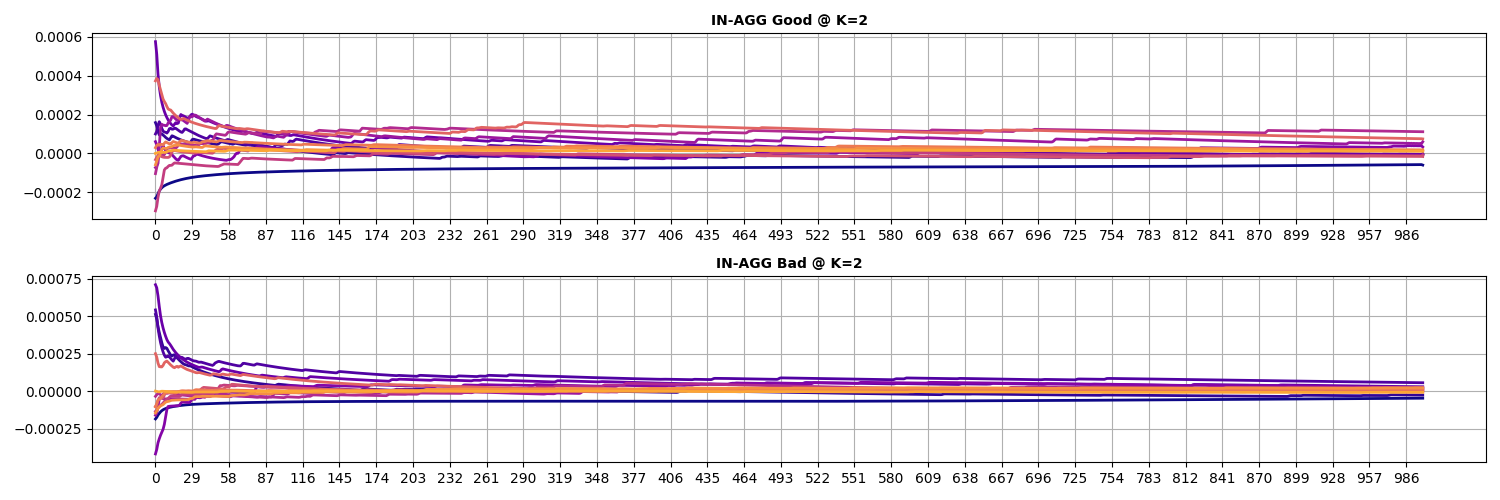 IN-AGG Good @ K=2
0.0006
0.0004
0.0002
0.0000
−0.0002
0 29 58 87 116 145 174 203 232 261 290 319 348 377 406 435 464 493 522 551 580 609 638 667 696 725 754 783 812 841 870 899 928 957 986
IN-AGG Bad @ K=2
0.00075
0.00050
0.00025
0.00000
−0.00025
0 29 58 87 116 145 174 203 232 261 290 319 348 377 406 435 464 493 522 551 580 609 638 667 696 725 754 783 812 841 870 899 928 957 986